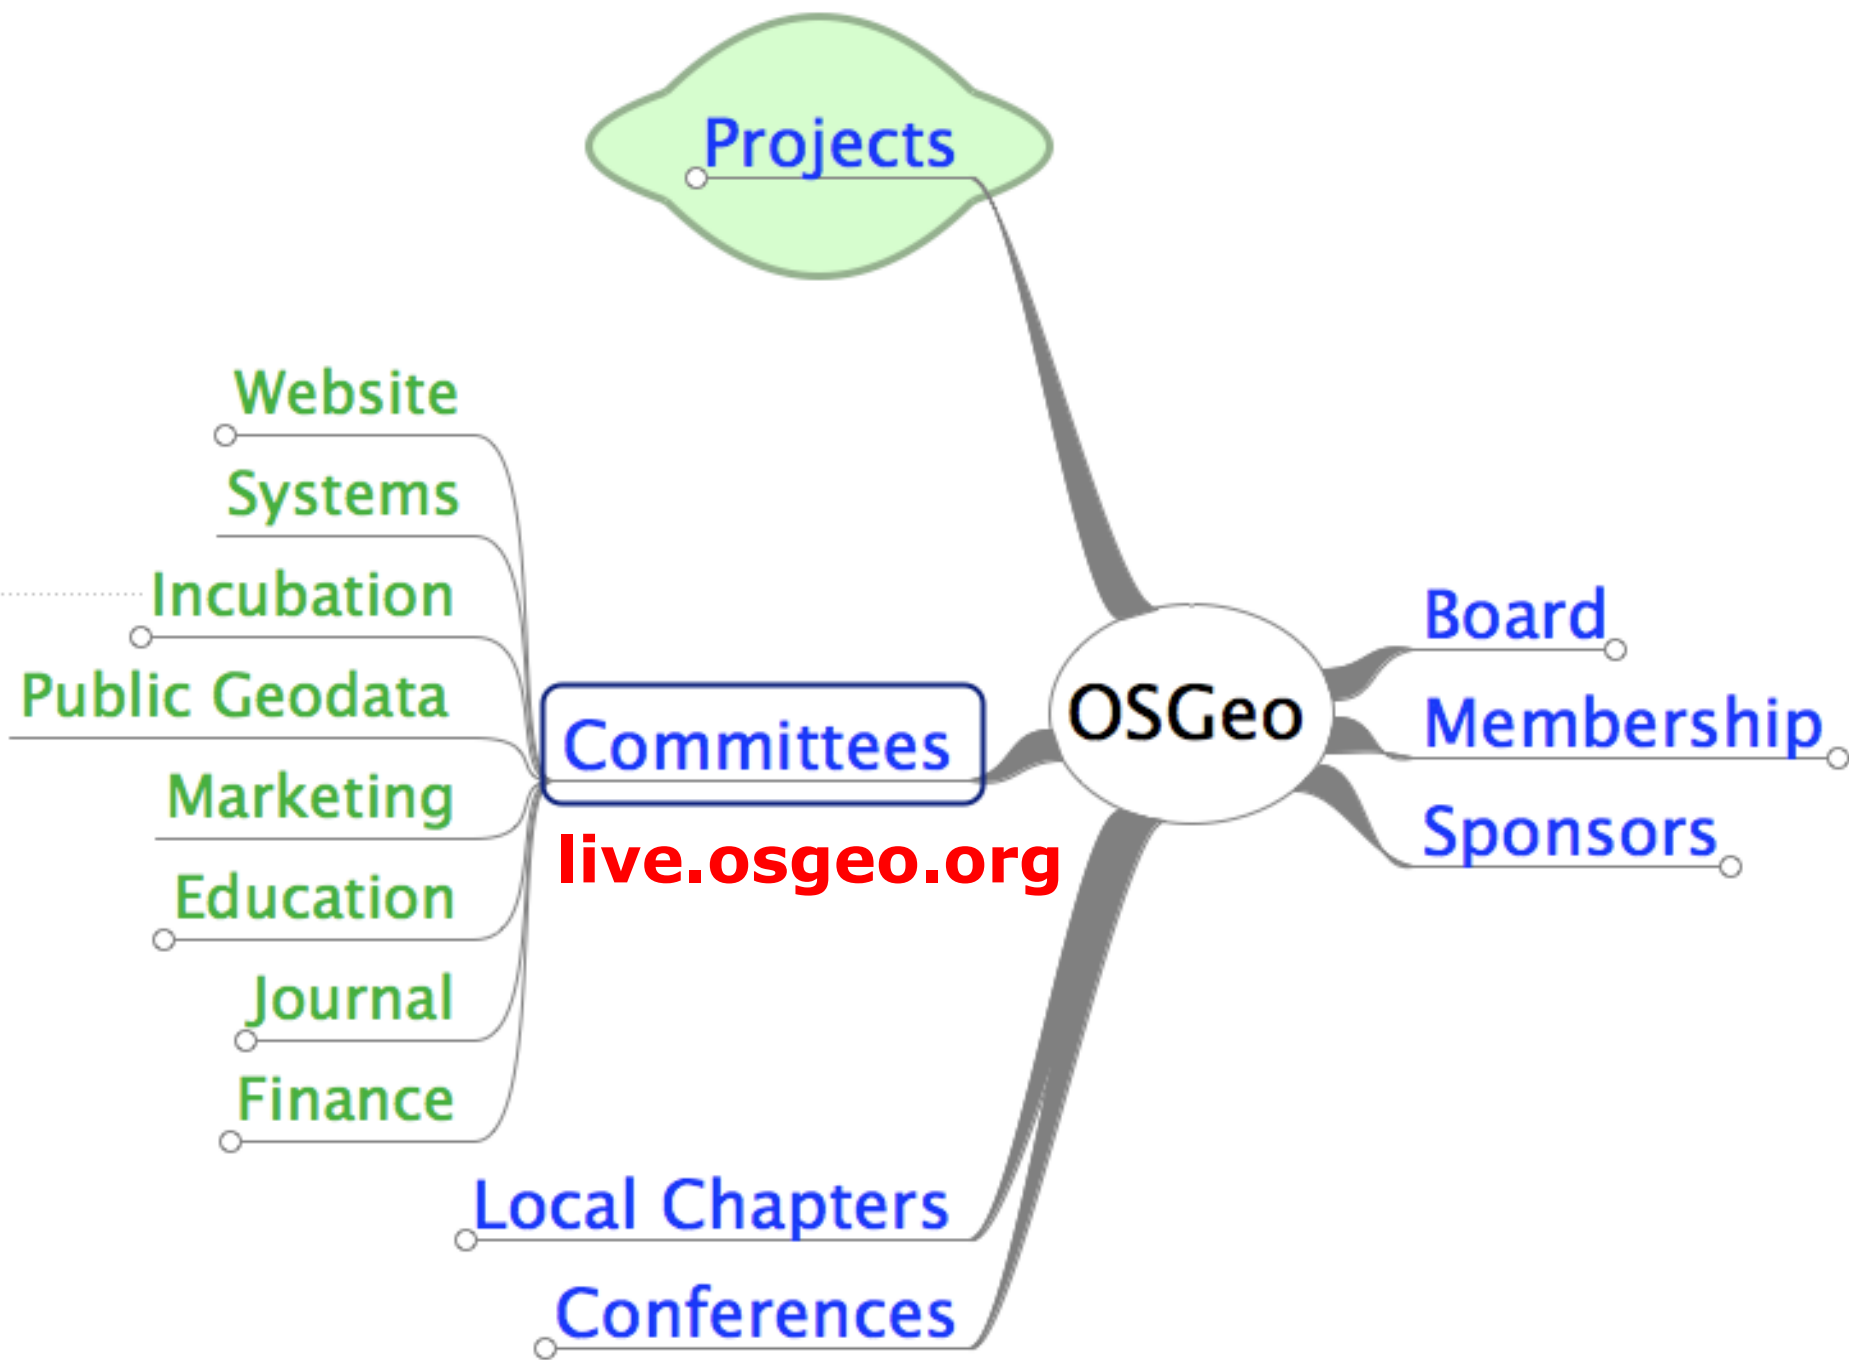 Projects
Website
Systems
Incubation
Public Geodata
Marketing
Education
Journal
Finance
Committees
live.osgeo.org
OSGeo
Board
Membership
Sponsors
Local Chapters
Conferences